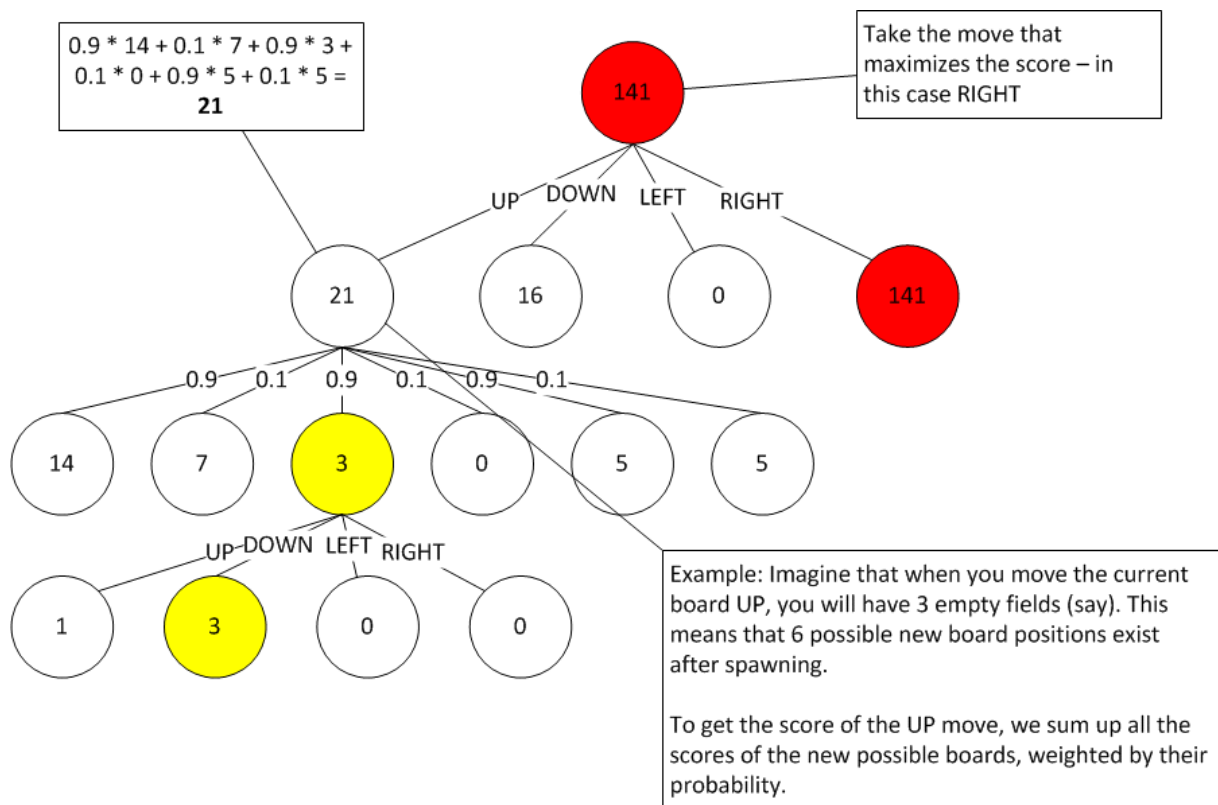 0.9 * 14 + 0.1 * 7 + 0.9 * 3 +
0.1 * 0 + 0.9 * 5 + 0.1 * 5 =
21
Take the move that
maximizes the score – in
this case RIGHT
141
UP
DOWN
LEFT
RIGHT
21
16
0
141
0.9
0.1
0.9
0.1
0.9
0.1
14
7
3
0
5
5
UP
DOWN
LEFT
RIGHT
1
3
0
0
Example: Imagine that when you move the current
board UP, you will have 3 empty fields (say). This
means that 6 possible new board positions exist
after spawning.
To get the score of the UP move, we sum up all the
scores of the new possible boards, weighted by their
probability.